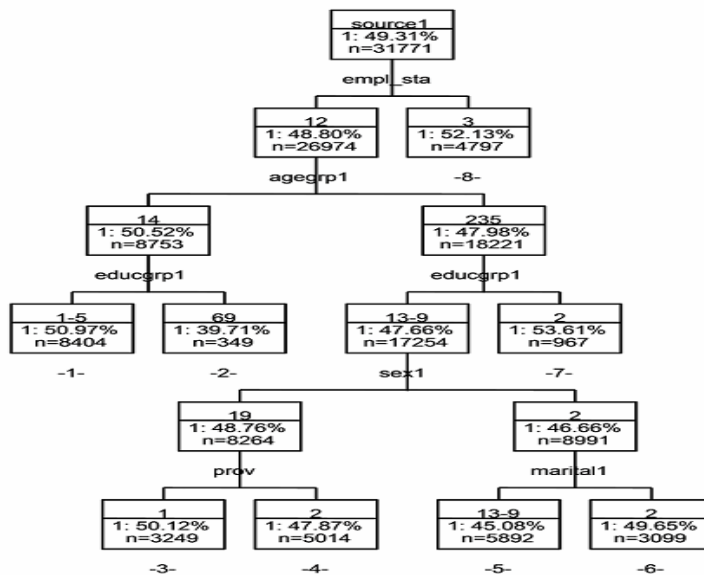 source1
1: 49.31%
n=31771
empl_sta
12
1: 48.80%
n=26974
3
1: 52.13%
n=4797
agegrp1
-8-
14
1: 50.52%
n=8753
235
1: 47.98%
n=18221
educgrp1
educgrp1
1-5
1: 50.97%
n=8404
69
1: 39.71%
n=349
13-9
1: 47.66%
n=17254
2
1: 53.61%
n=967
-1-
-2-
sex1
-7-
19
1: 48.76%
n=8264
2
1: 46.66%
n=8991
prov
marital1
1
1: 50.12%
n=3249
2
1: 47.87%
n=5014
13-9
1: 45.08%
n=5892
2
1: 49.65%
n=3099
-3-
-4-
-5-
-6-